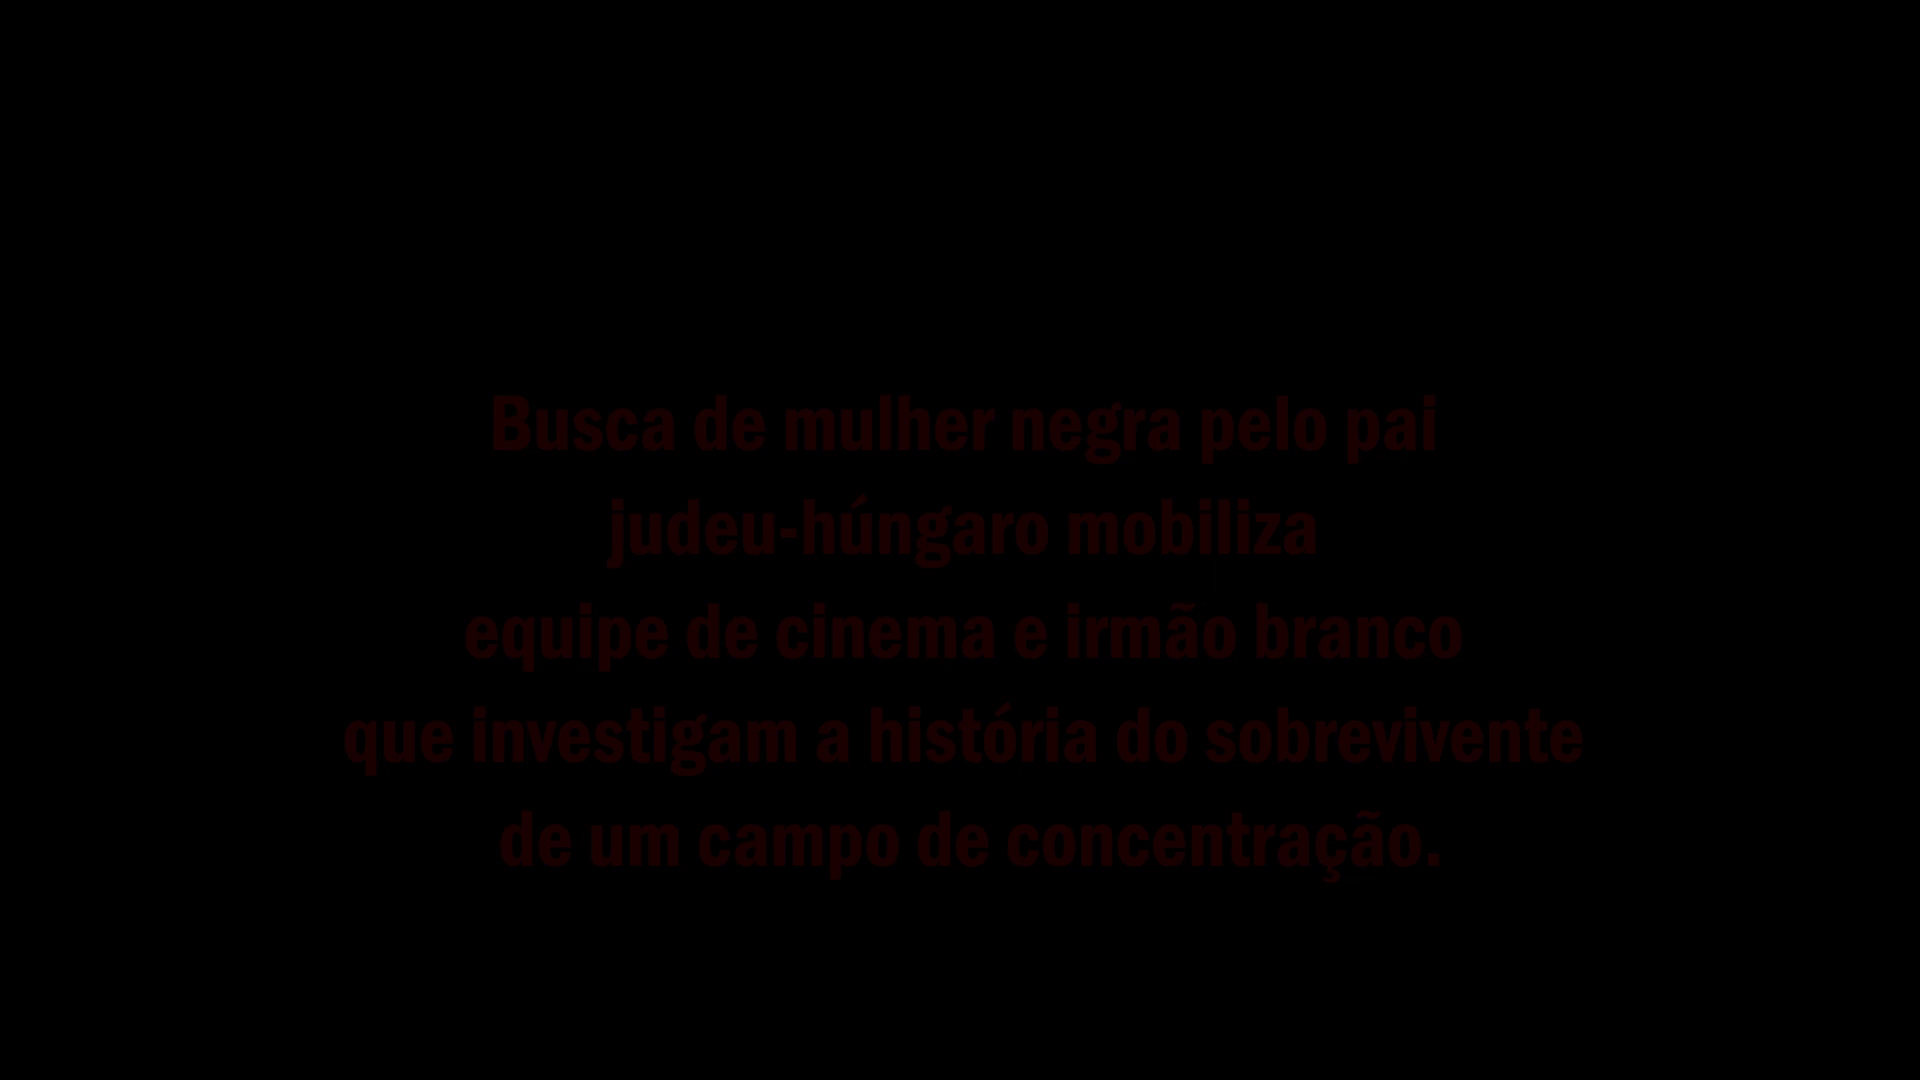 Busca de mulher negra pelo pai
judeu-húngaro mobiliza
equipe de cinema e irmão branco
que investigam a história do sobrevivente
de um campo de concentração.